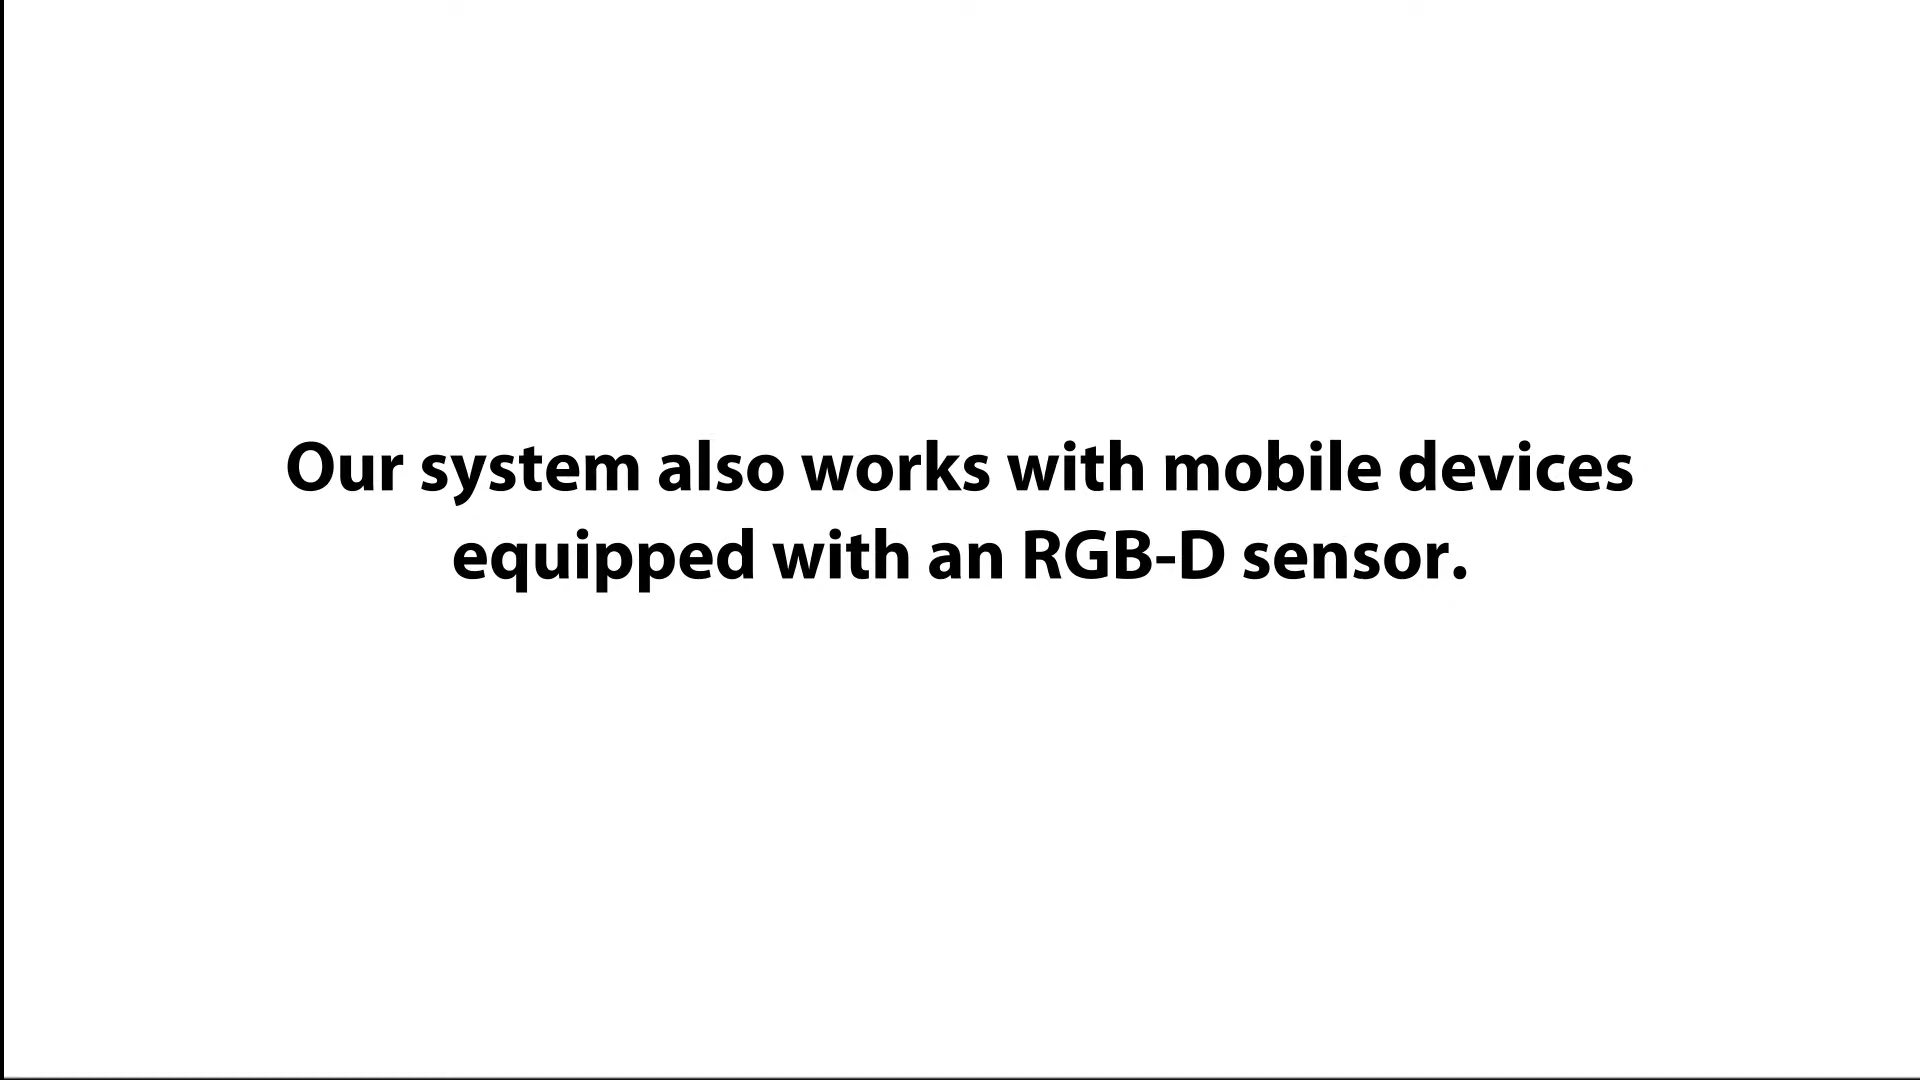 Our system also works with mobile devices
equipped with an RGB-D sensor.